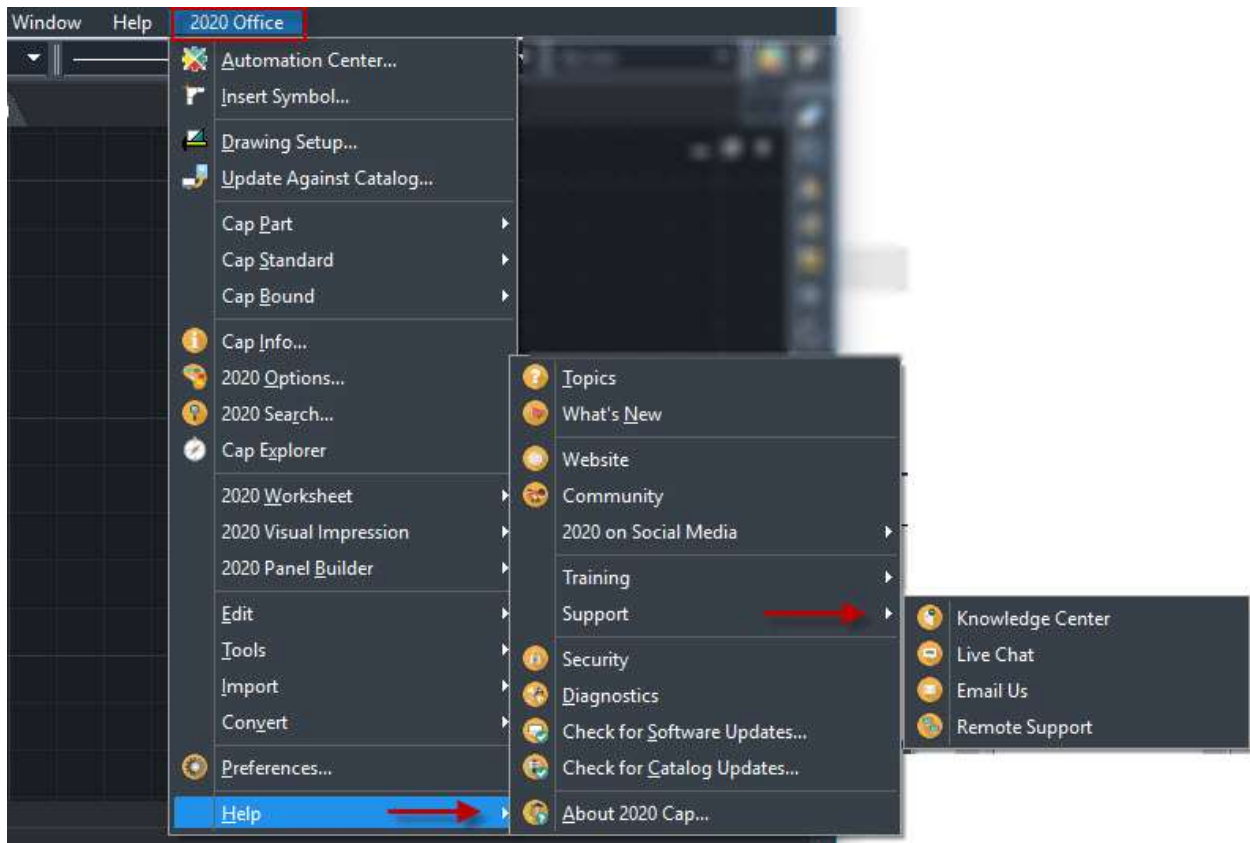 Window Help 2020 Office
Automation Center...
Insert Symbol...
Drawing Setup...
Update Against Catalog...
Cap Part
Cap Standard
Cap Bound
Cap Info...
2020 Options...
2020 Search...
Cap Explorer
2020 Worksheet
2020 Visual Impression
2020 Panel Builder
Edit
Tools
Import
Convert
Preferences...
Help
Topics
What's New
Website
Community
2020 on Social Media
Training
Support
Security
Diagnostics
Check for Software Updates...
Check for Catalog Updates...
About 2020 Cap...
Knowledge Center
Live Chat
Email Us
Remote Support